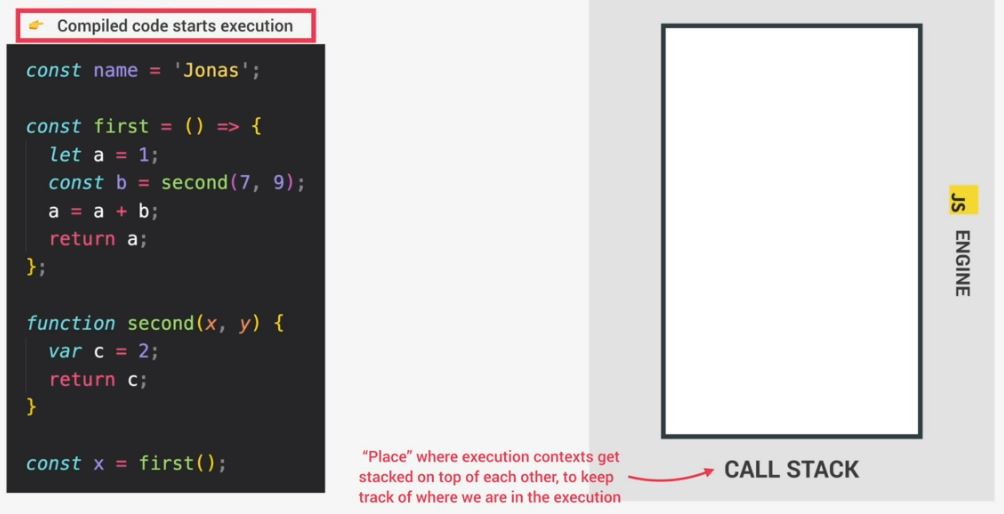 👉 Compiled code starts execution
const name = 'Jonas';
const first = () => {
let a = 1;
const b = second(7, 9);
a = a + b;
return a;
};
function second(x, y) {
var c = 2;
return c;
}
const x = first();
“Place” where execution contexts get
stacked on top of each other, to keep
track of where we are in the execution
CALL STACK
JS ENGINE